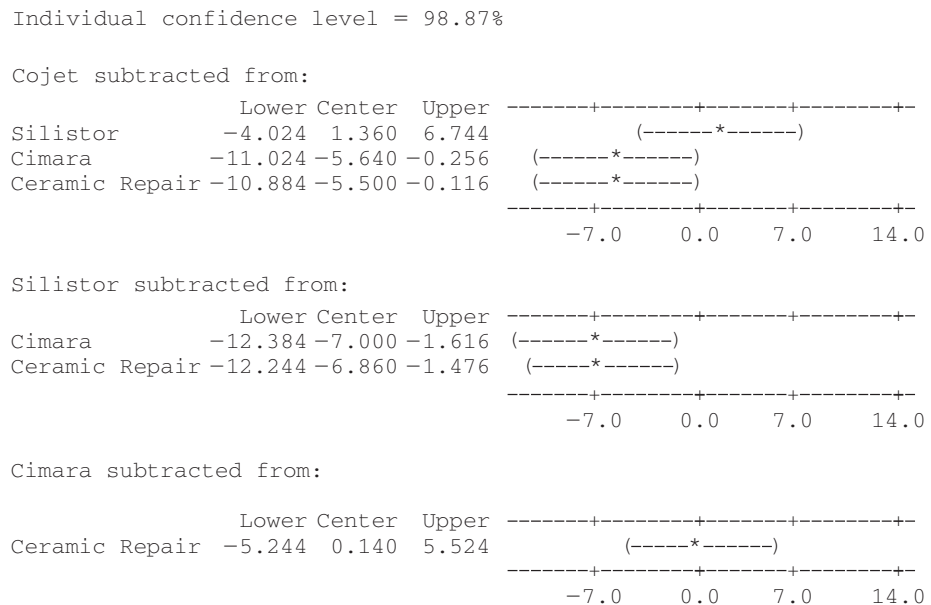 Individual confidence level = 98.87%
Cojet subtracted from:
Lower Center Upper -------+---------+-------+---------+-
Silistor −4.024 1.360 6.744 (------*------)
Cimara −11.024 −5.640 −0.256 (------*------)
Ceramic Repair −10.884 −5.500 −0.116 (------*------)
-------+---------+-------+---------+-
−7.0 0.0 7.0 14.0
Silistor subtracted from:
Lower Center Upper -------+---------+-------+---------+-
Cimara −12.384 −7.000 −1.616 (------*------)
Ceramic Repair −12.244 −6.860 −1.476 (-----*------)
-------+---------+-------+---------+-
−7.0 0.0 7.0 14.0
Cimara subtracted from:
Lower Center Upper -------+---------+-------+---------+-
Ceramic Repair −5.244 0.140 5.524 (-----*------)
-------+---------+-------+---------+-
−7.0 0.0 7.0 14.0